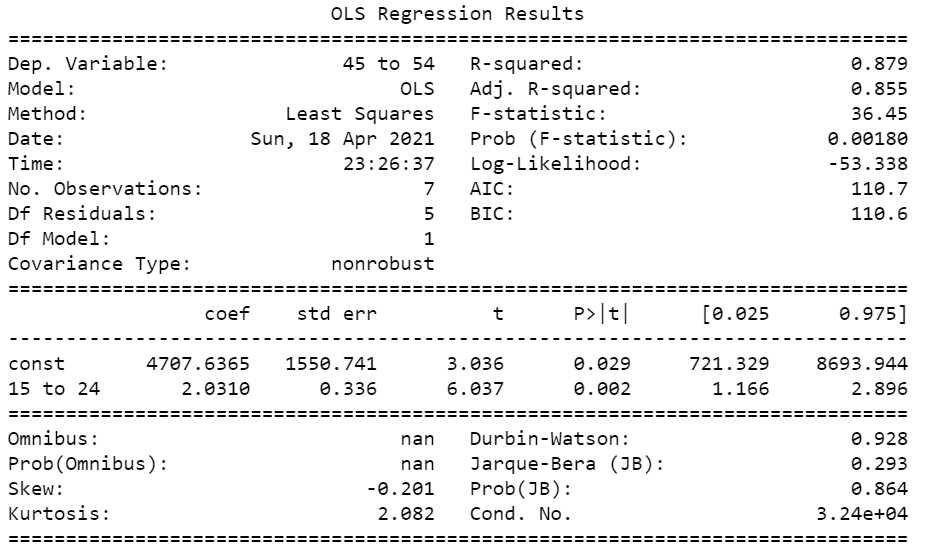 OLS Regression Results
==============================================================================
Dep. Variable:               45 to 54   R-squared:                       0.879
Model:                            OLS   Adj. R-squared:                  0.855
Method:                 Least Squares   F-statistic:                     36.45
Date:                Sun, 18 Apr 2021   Prob (F-statistic):            0.00180
Time:                        23:26:37   Log-Likelihood:                -53.338
No. Observations:                   7   AIC:                             110.7
Df Residuals:                       5   BIC:                             110.6
Df Model:                           1
Covariance Type:            nonrobust
==============================================================================
                 coef    std err          t      P>|t|      [0.025      0.975]
------------------------------------------------------------------------------
const       4707.6365   1550.741      3.036      0.029     721.329    8693.944
15 to 24       2.0310      0.336      6.037      0.002       1.166       2.896
==============================================================================
Omnibus:                          nan   Durbin-Watson:                   0.928
Prob(Omnibus):                    nan   Jarque-Bera (JB):                0.293
Skew:                          -0.201   Prob(JB):                        0.864
Kurtosis:                       2.082   Cond. No.                     3.24e+04
==============================================================================